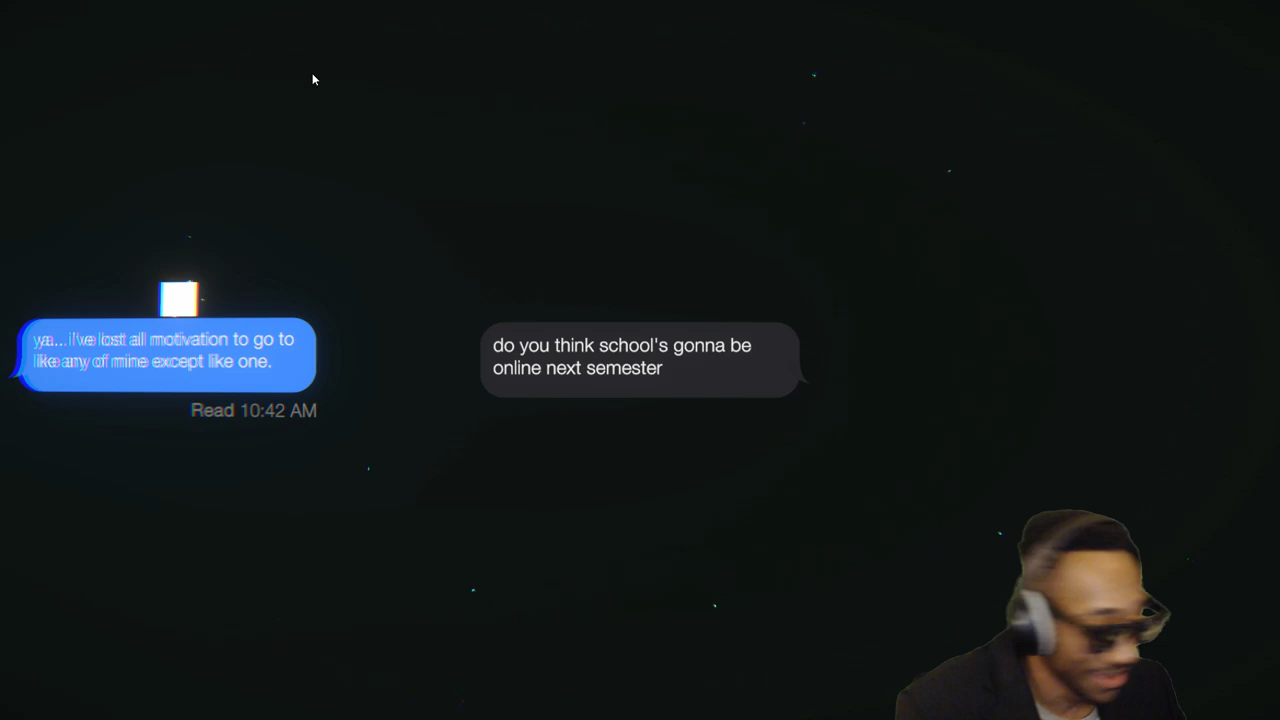 ya... i've lost all motivation to go to
like any of mine except like one.
Read 10:42 AM
do you think school's gonna be
online next semester